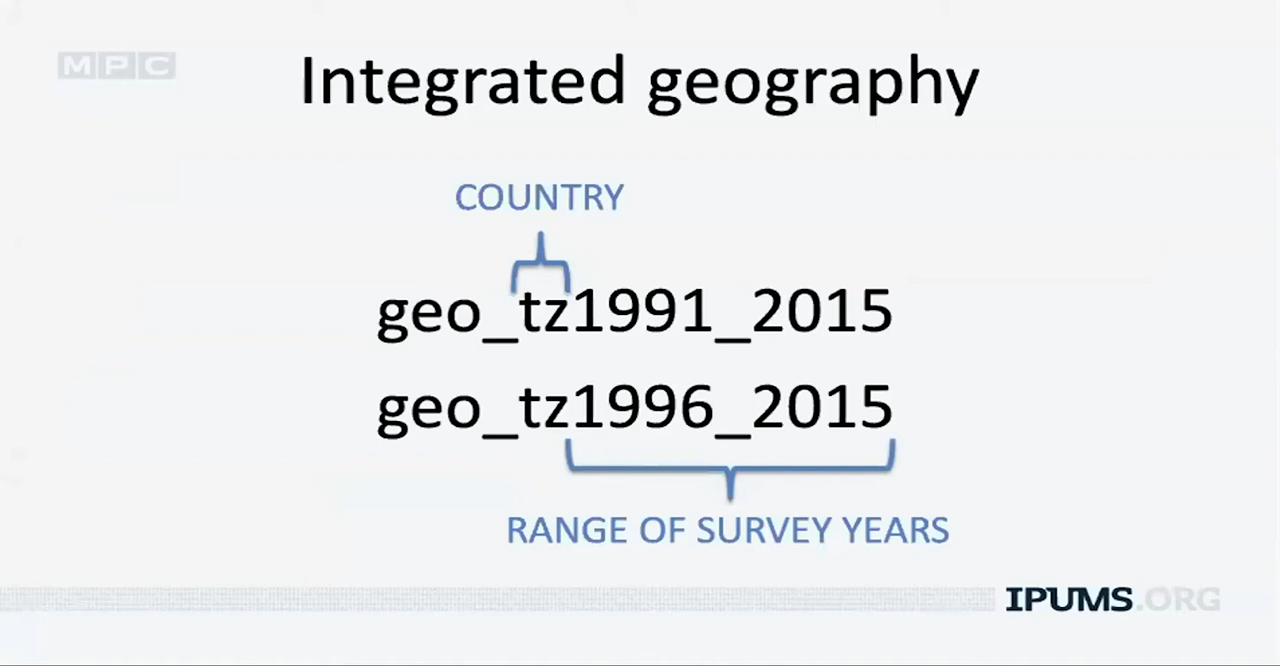 MPC
Integrated geography
COUNTRY
geo_tz1991_2015
geo_tz1996_2015
RANGE OF SURVEY YEARS
IPUMS.ORG